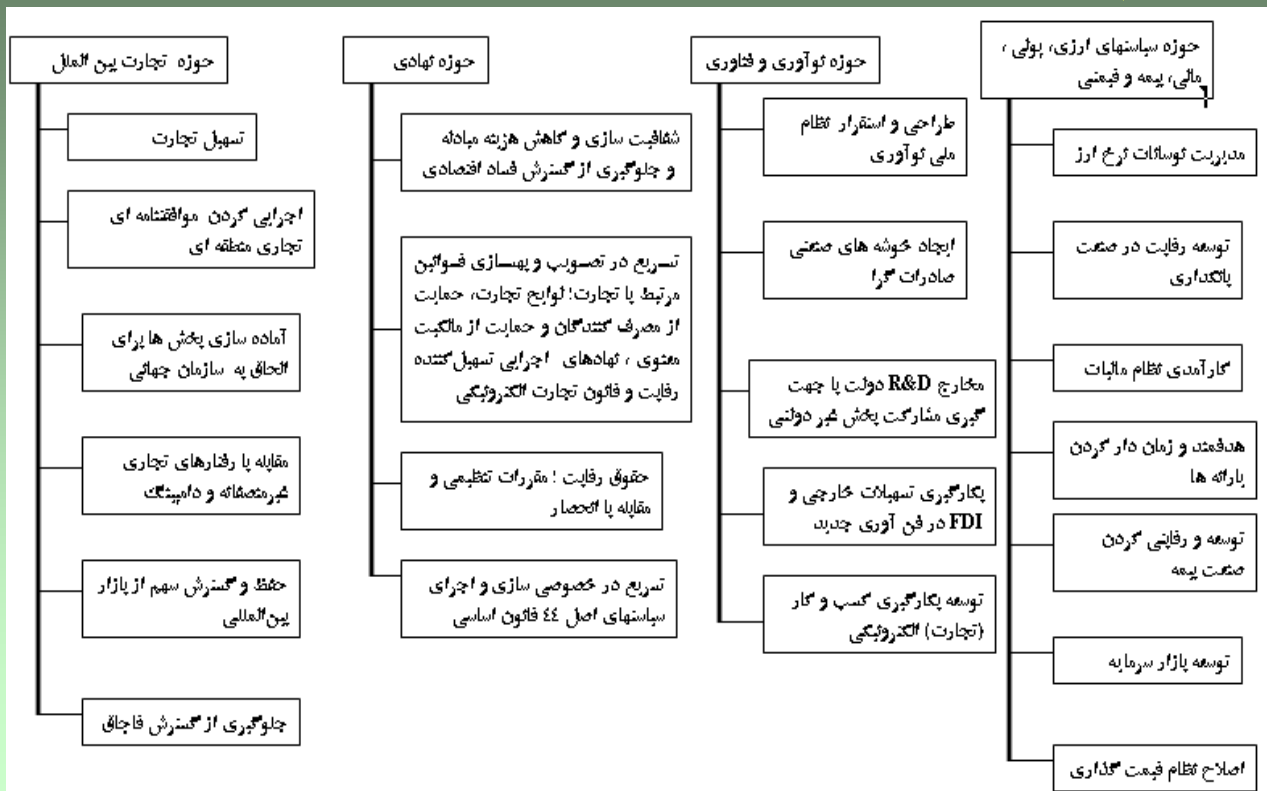 حوزه سیاستهای ارزی، پولی ،
مالی، بیمه و قیمتی
مدیریت نوسانات نرخ ارز
توسعه رقابت در صنعت
بانکداری
کارآمدی نظام مالیات
هدفمند و زمان دار کردن
یارانه ها
توسعه و رقابتی کردن
صنعت بیمه
توسعه بازار سرمایه
اصلاح نظام قیمت گذاری
حوزه نوآوری و فناوری
طراحی و استقرار نظام
ملی نوآوری
ایجاد خوشه های صنعتی
صادرات گرا
مخارج R&D دولت با جهت
گیری مشارکت بخش غیر دولتی
بکارگیری تسهیلات خارجی و
FDI در فن آوری جدید
توسعه بکارگیری کسب و کار
(تجارت) الکترونیکی
حوزه نهادی
شفافیت سازی و کاهش هزینه مبادله
و جلوگیری از گسترش فساد اقتصادی
تسریع در تصویب و بهسازی قوانین
مرتبط با تجارت؛ لوایح تجارت، حمایت
از مصرف کنندگان و حمایت از مالکیت
معنوی ، نهادهای اجرایی تسهیل کننده
رقابت و قانون تجارت الکترونیکی
حقوق رقابت ؛ مقررات تنظیمی و
مقابله با انحصار
تسریع در خصوصی سازی و اجرای
سیاستهای اصل ٤٤ قانون اساسی
حوزه تجارت بین الملل
تسهیل تجارت
اجرایی کردن موافقتنامه ای
تجاری منطقه ای
آماده سازی بخش ها برای
الحاق به سازمان جهانی
مقابله با رفتارهای تجاری
غیرمنصفانه و دامپینگ
حفظ و گسترش سهم از بازار
بین‌المللی
جلوگیری از گسترش قاچاق